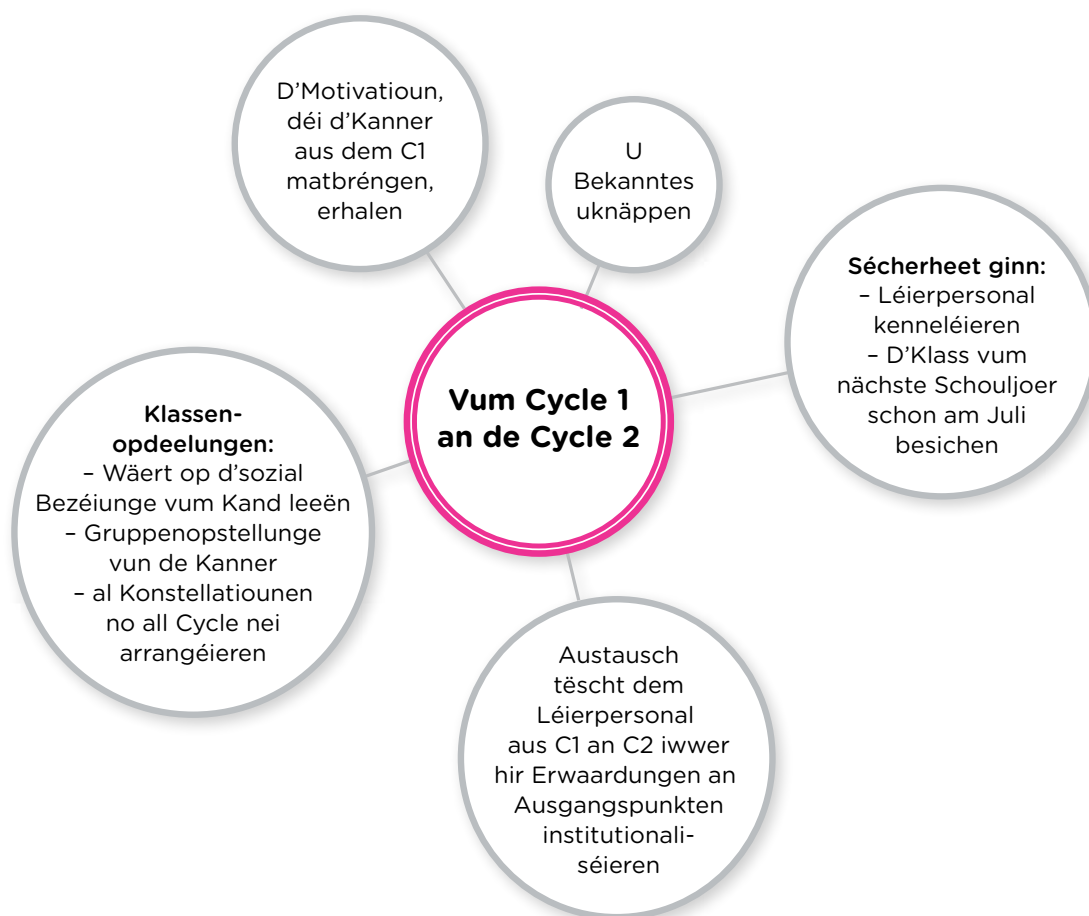 D’Motivatioun,
déi d’Kanner
aus dem C1
matbréngen,
erhalen
U
Bekanntes
uknäppen
Sécherheet ginn:
– Léierpersonal
kenneléieren
– D’Klass vum
nächste Schouljoer
schon am Juli
besichen
Vum Cycle 1
an de Cycle 2
Klassen-
opdeelungen:
– Wäert op d’sozial
Bezéiunge vum Kand leeën
– Gruppenopstellunge
vun de Kanner
– al Konstellatiounen
no all Cycle nei
arrangéieren
Austausch
tëscht dem
Léierpersonal
aus C1 an C2 iwwer
hir Erwaardungen an
Ausgangspunkten
institutionali-
séieren